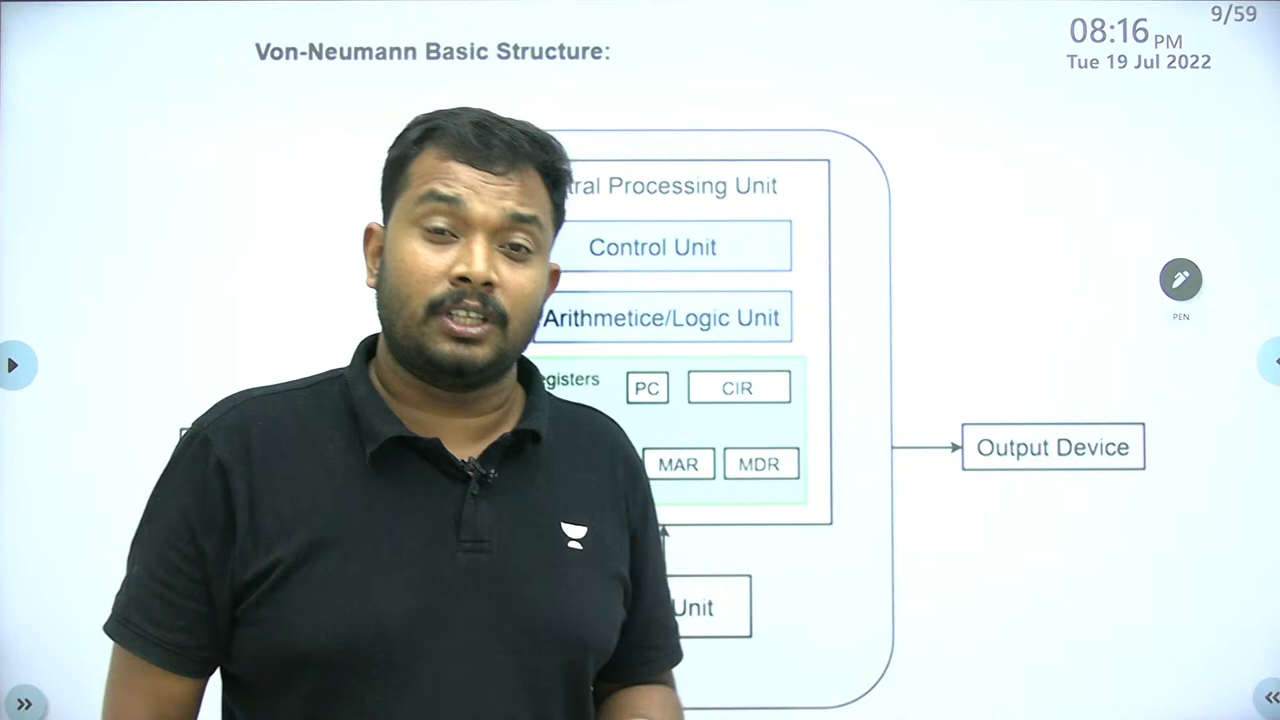 9/59
08:16 PM
Tue 19 Jul 2022
Von-Neumann Basic Structure:
tral Processing Unit
Control Unit
Arithmetice/Logic Unit
egisters
PC
CIR
MAR
MDR
Unit
Output Device
PEN